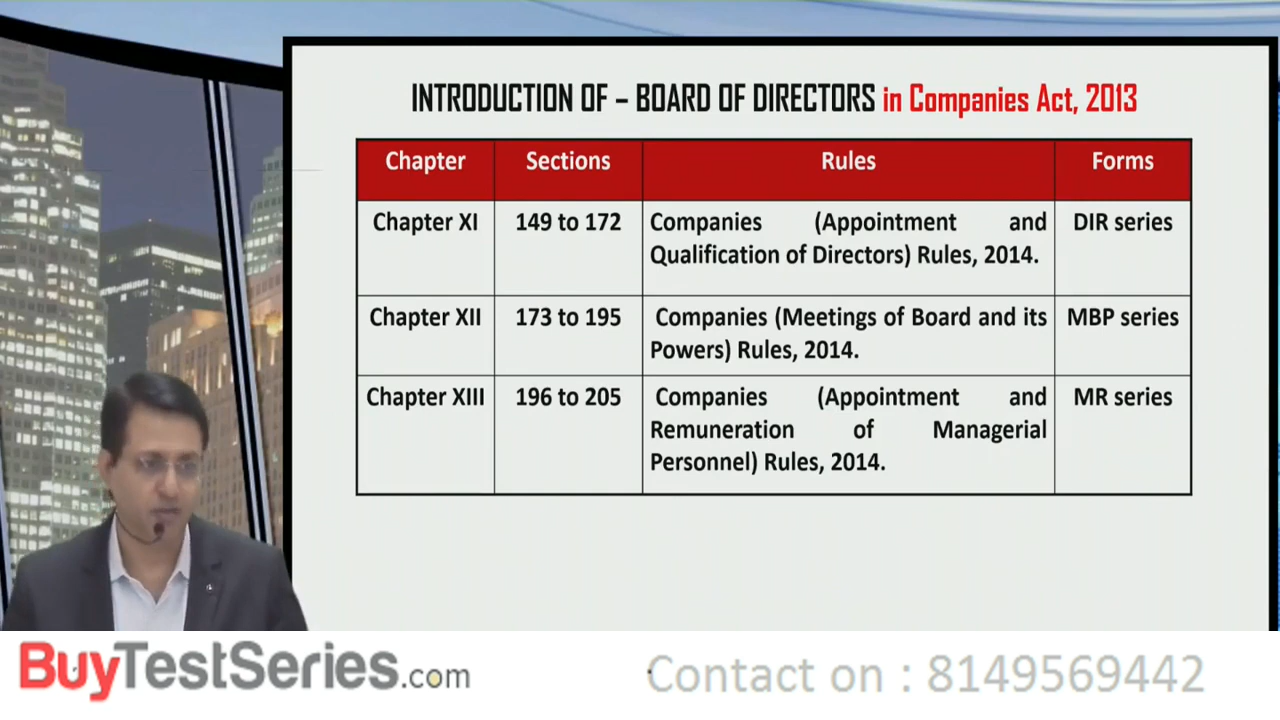 INTRODUCTION OF – BOARD OF DIRECTORS in Companies Act, 2013
Chapter Sections Rules Forms
Chapter XI 149 to 172 Companies (Appointment and DIR series
Qualification of Directors) Rules, 2014.
Chapter XII 173 to 195 Companies (Meetings of Board and its MBP series
Powers) Rules, 2014.
Chapter XIII 196 to 205 Companies (Appointment and MR series
Remuneration of Managerial
Personnel) Rules, 2014.
BuyTestSeries.com Contact on : 8149569442